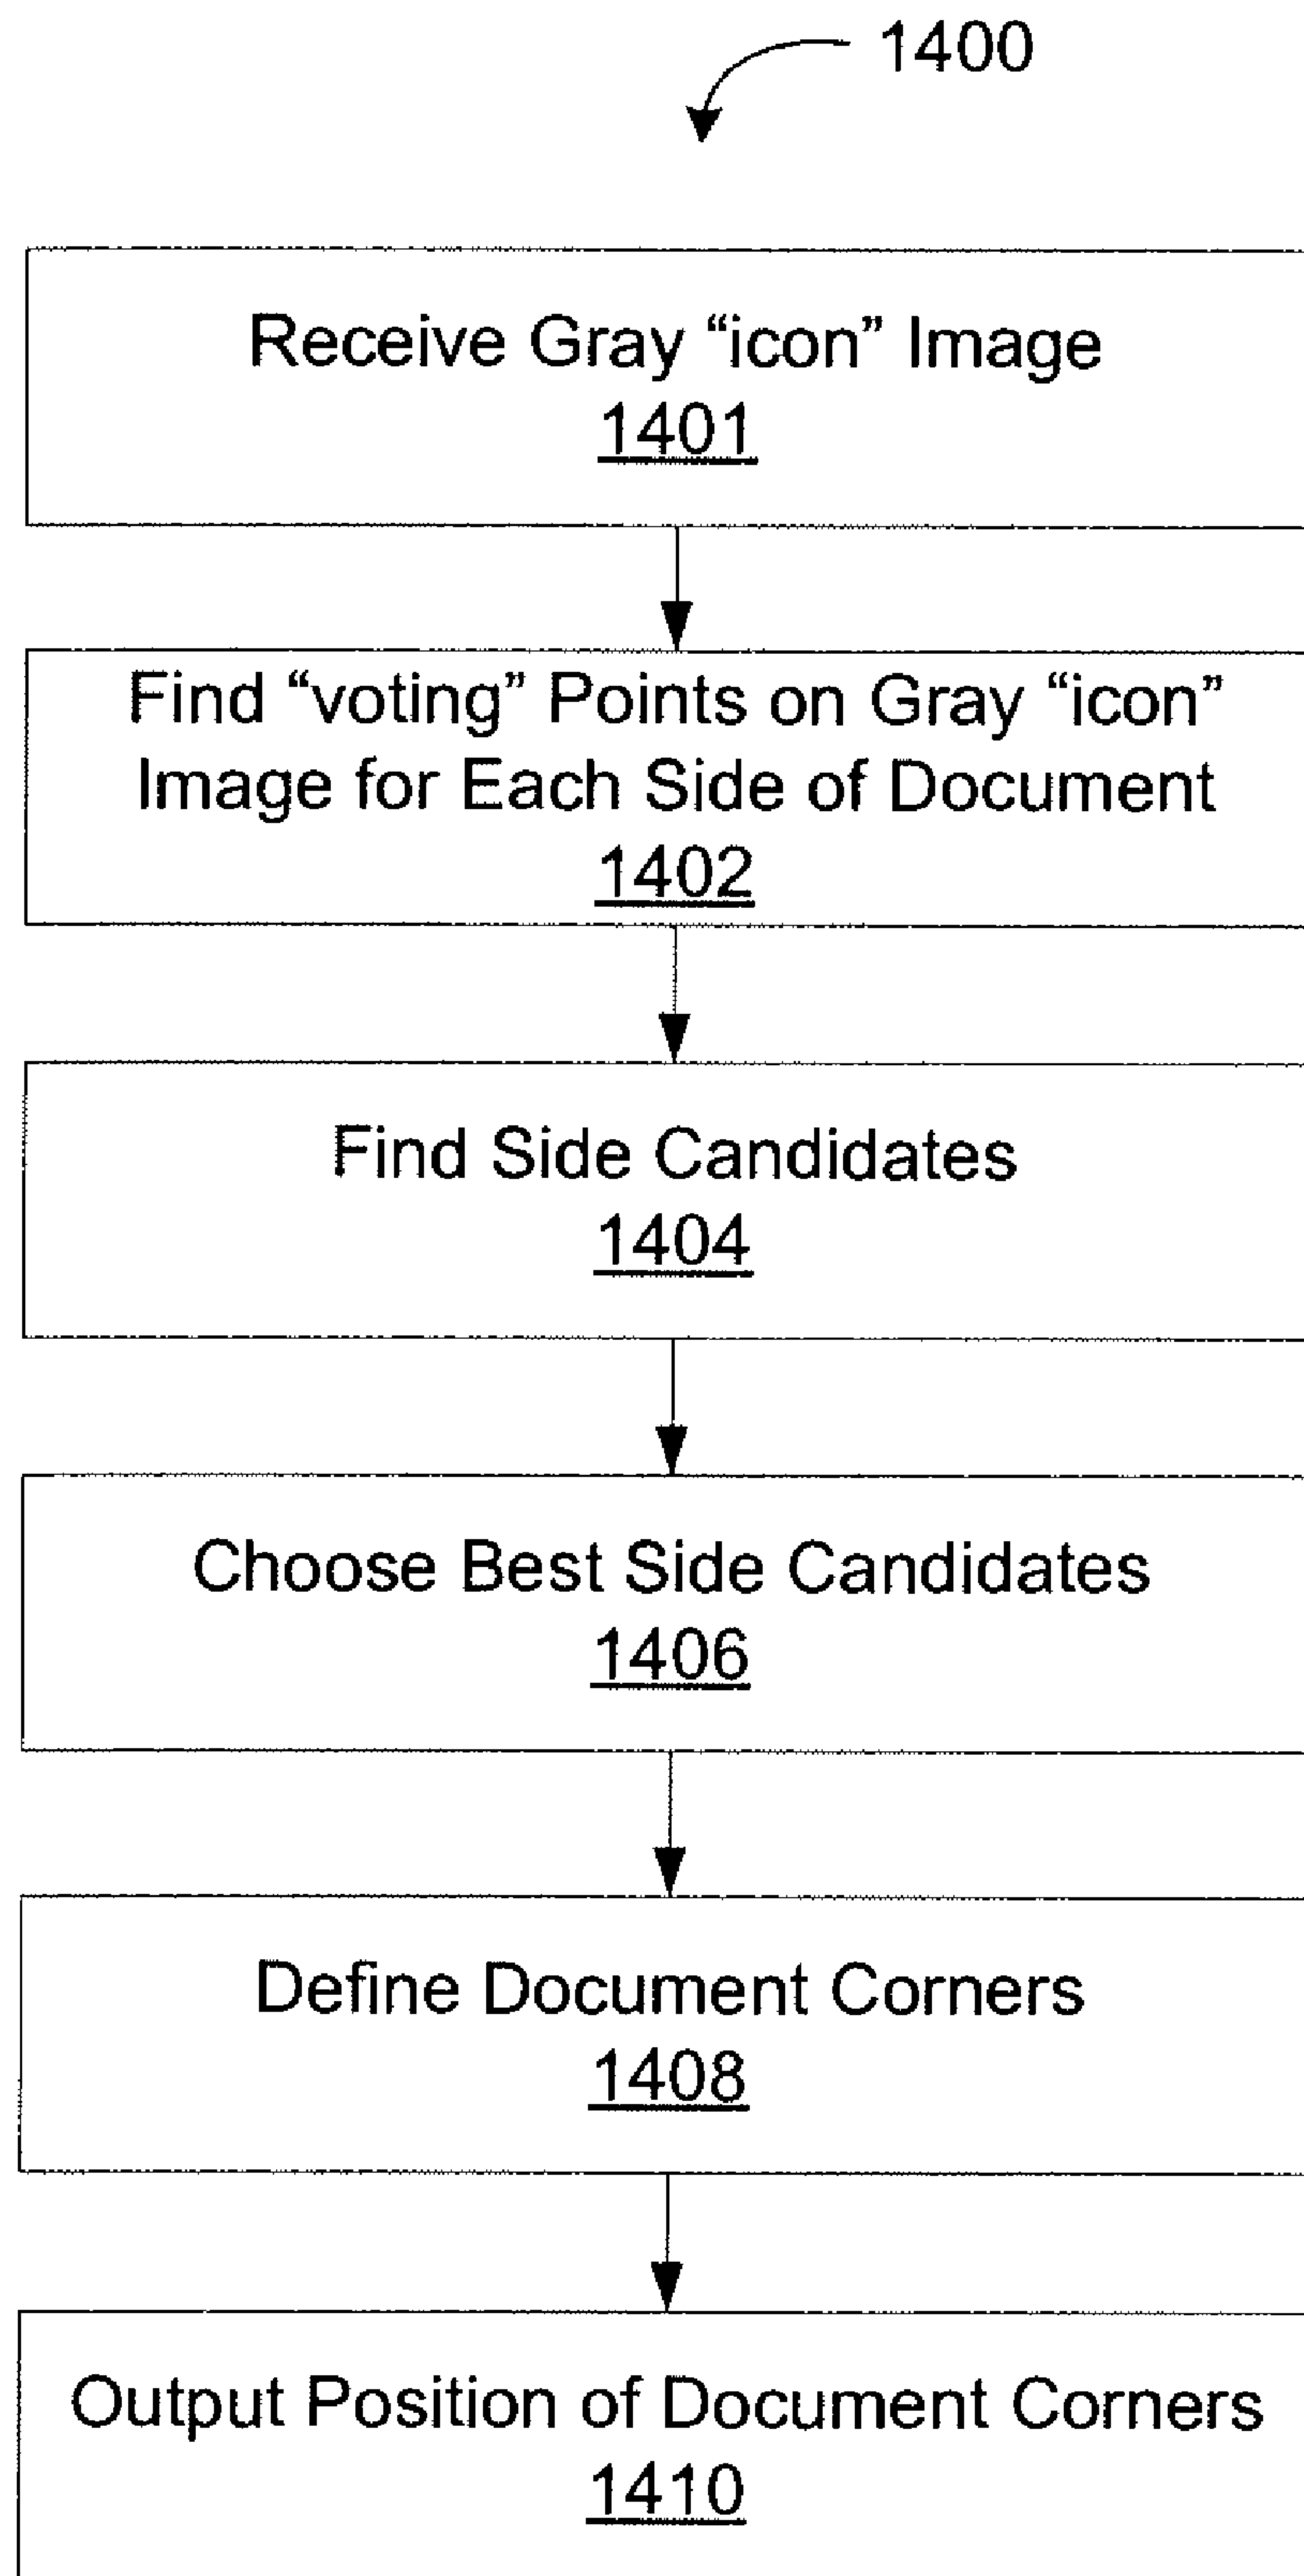 1400
Receive Gray “icon” Image
1401
Find “voting” Points on Gray “icon”
Image for Each Side of Document
1402
Find Side Candidates
1404
Choose Best Side Candidates
1406
Define Document Corners
1408
Output Position of Document Corners
1410